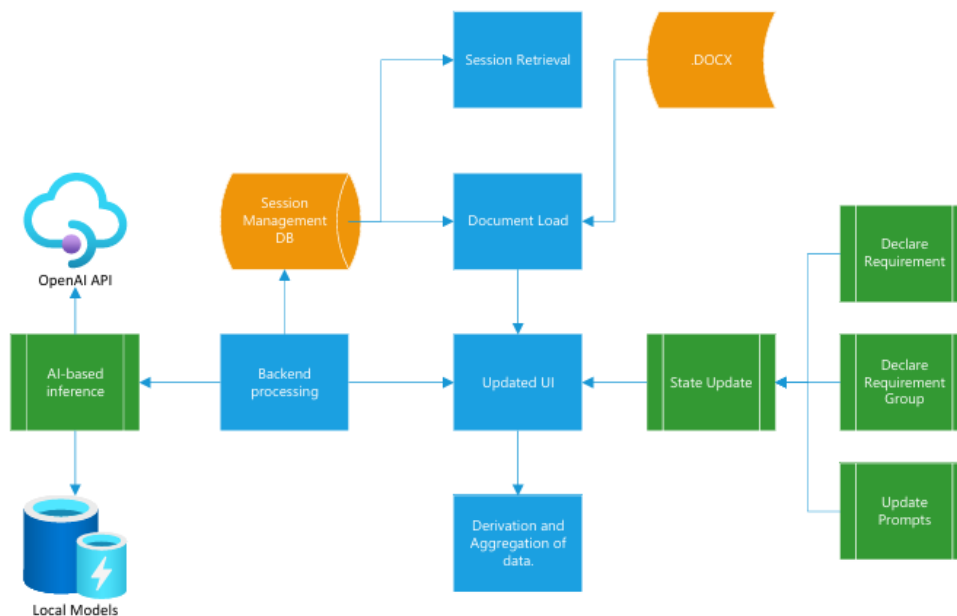 Session Retrieval
.DOCX
Session
Management
DB
Document Load
Declare
Requirement
OpenAI API
AI-based
inference
Backend
processing
Updated UI
State Update
Declare
Requirement
Group
Derivation and
Aggregation of
data.
Update
Prompts
Local Models